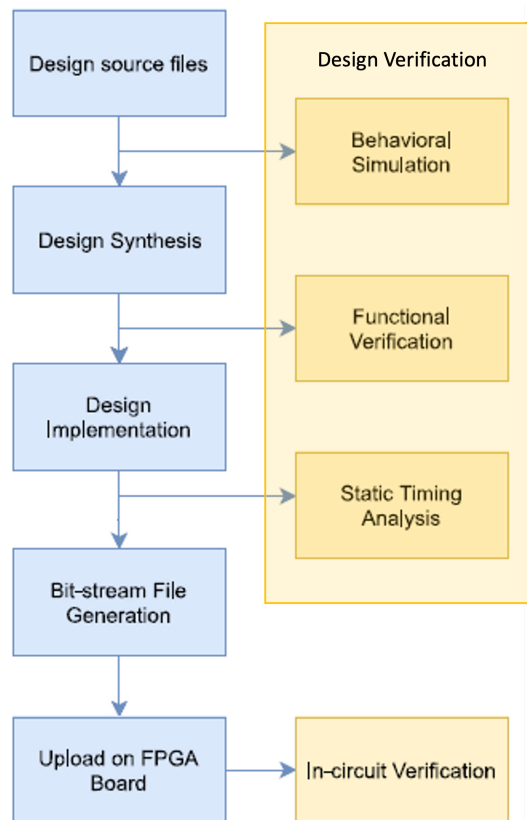 Design source files
Design Verification
Behavioral
Simulation
Design Synthesis
Functional
Verification
Design
Implementation
Static Timing
Analysis
Bit-stream File
Generation
Upload on FPGA
Board
In-circuit Verification